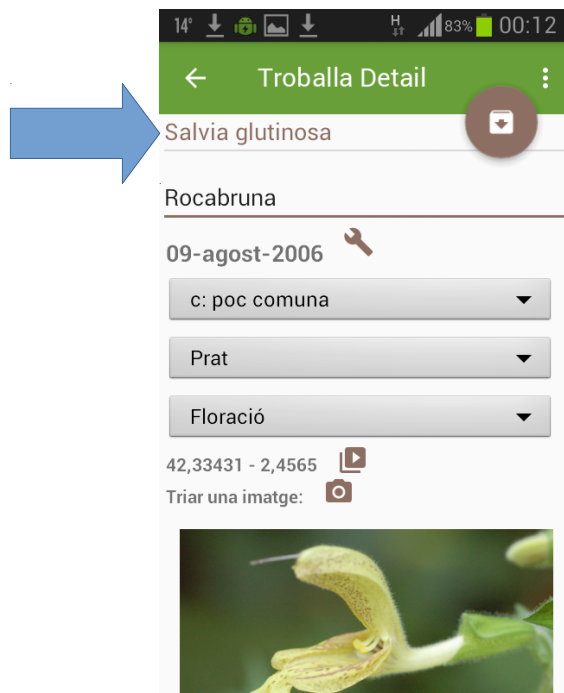 14° H 83% 00:12
Troballa Detail
Salvia glutinosa
Rocabruna
09-agost-2006
c: poc comuna
Prat
Floració
42,33431 - 2,4565
Triar una imatge: